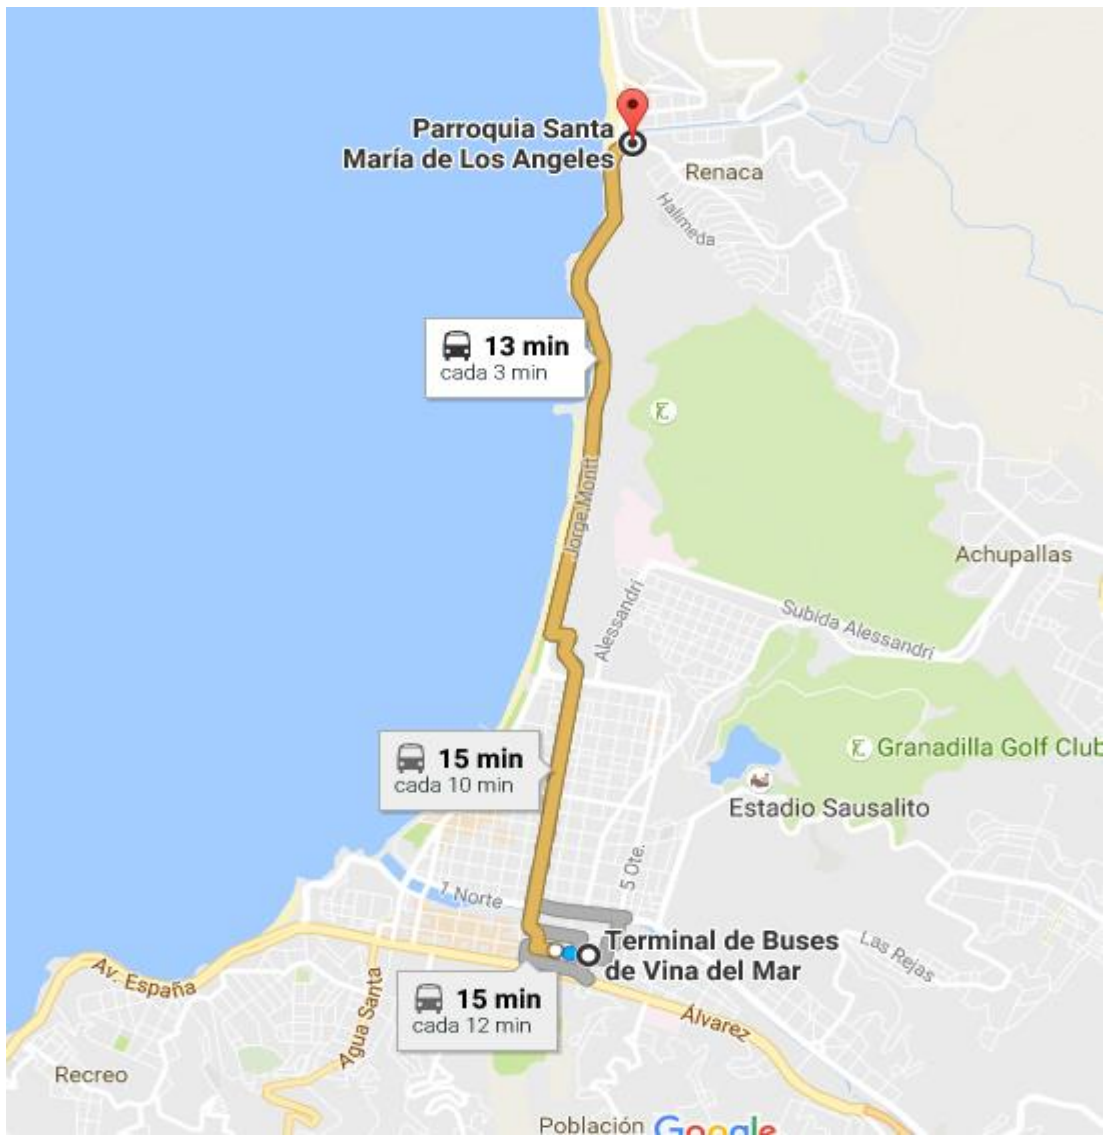 Parroquia Santa
María de Los Angeles
Renaca
Halimeda
13 min
cada 3 min
Jorge Montt
Achupallas
Alessandri
Subida Alessandri
15 min
cada 10 min
Granadilla Golf Club
Estadio Sausalito
5 Ote.
1 Norte
Terminal de Buses
de Vina del Mar
Las Rejas
Av. España
Agua Santa
15 min
cada 12 min
Álvarez
Recreo
Población
Google